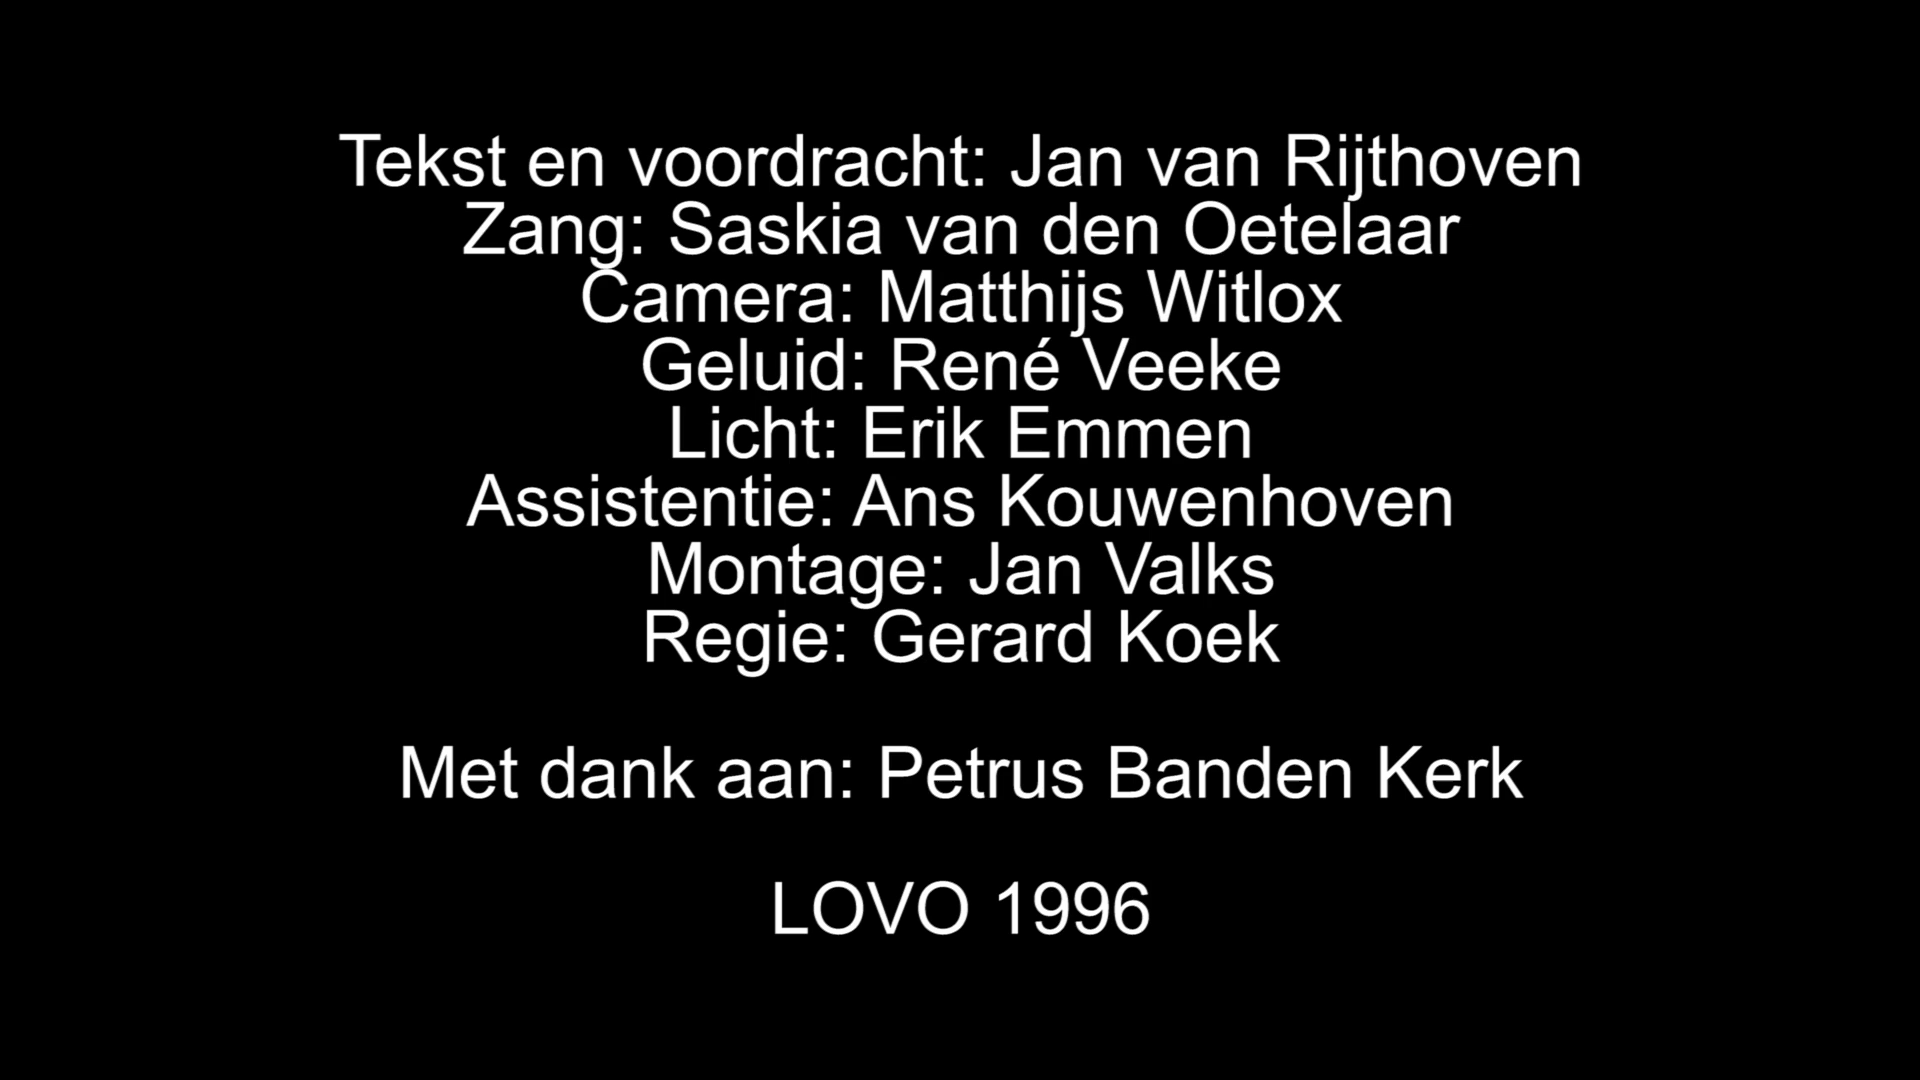 Tekst en voordracht: Jan van Rijthoven
Zang: Saskia van den Oetelaar
Camera: Matthijs Witlox
Geluid: René Veeke
Licht: Erik Emmen
Assistentie: Ans Kouwenhoven
Montage: Jan Valks
Regie: Gerard Koek
Met dank aan: Petrus Banden Kerk
LOVO 1996